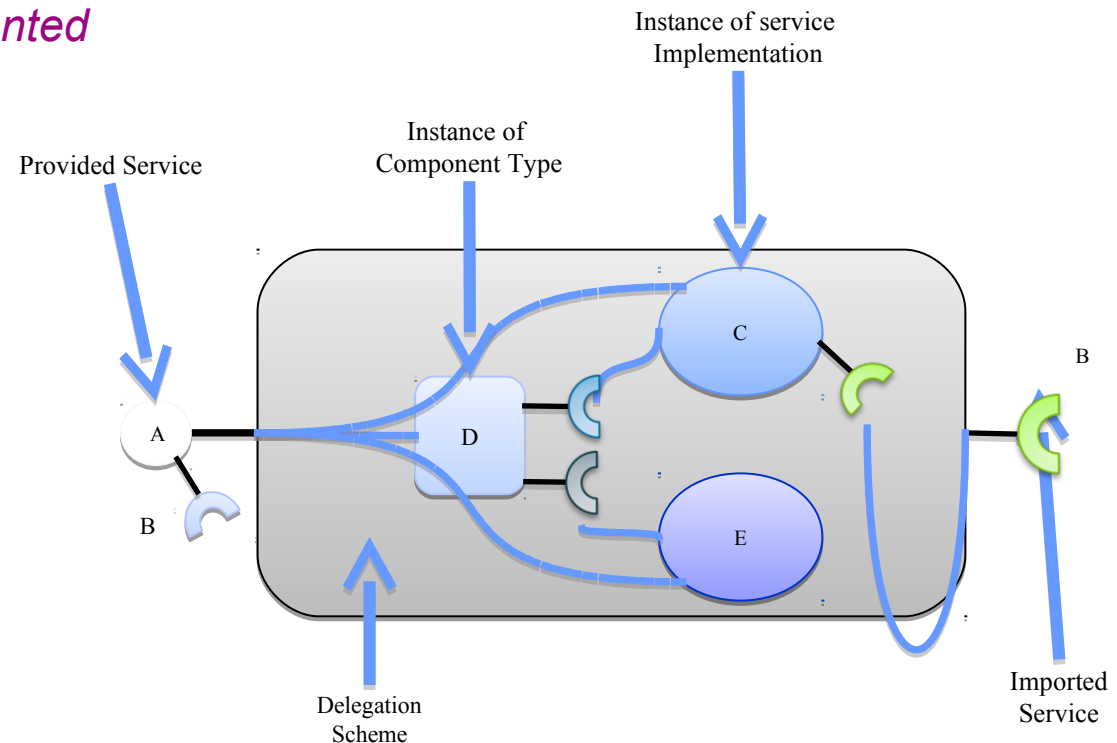 nted
Instance of service
Implementation
Instance of
Component Type
Provided Service
C
B
A
D
B
E
Imported
Service
Delegation
Scheme